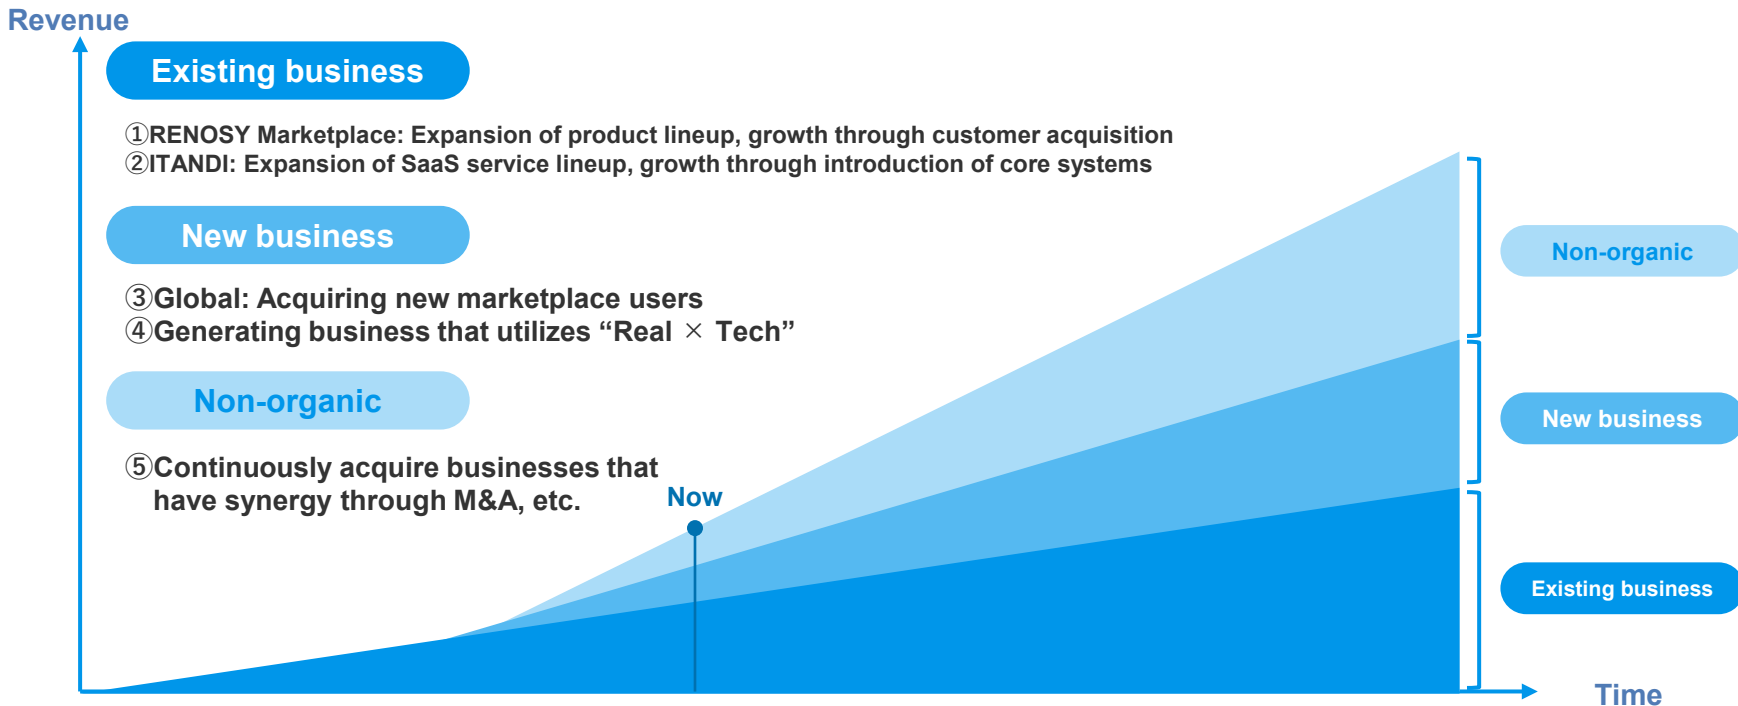 Revenue
Existing business
①RENOSY Marketplace: Expansion of product lineup, growth through customer acquisition
②ITANDI: Expansion of SaaS service lineup, growth through introduction of core systems
New business
③Global: Acquiring new marketplace users
④Generating business that utilizes “Real × Tech”
Non-organic
⑤Continuously acquire businesses that
have synergy through M&A, etc.
Now
Non-organic
New business
Existing business
Time